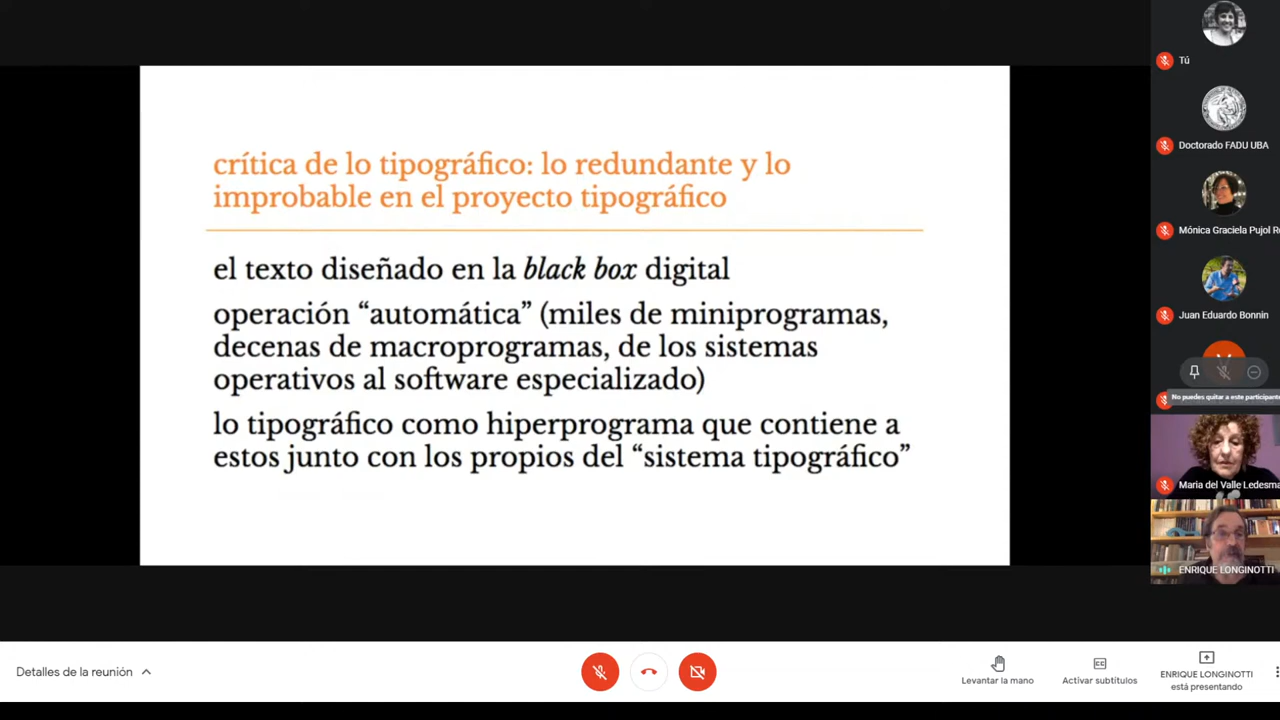 crítica de lo tipográfico: lo redundante y lo
improbable en el proyecto tipográfico
el texto diseñado en la black box digital
operación “automática” (miles de miniprogramas,
decenas de macroprogramas, de los sistemas
operativos al software especializado)
lo tipográfico como hiperprograma que contiene a
estos junto con los propios del “sistema tipográfico”
Tú
Doctorado FADU UBA
Mónica Graciela Pujol R
Juan Eduardo Bonnin
No puedes quitar a este participante
Maria del Valle Ledesma
ENRIQUE LONGINOTTI
Detalles de la reunión
Levantar la mano
Activar subtítulos
ENRIQUE LONGINOTTI
está presentando